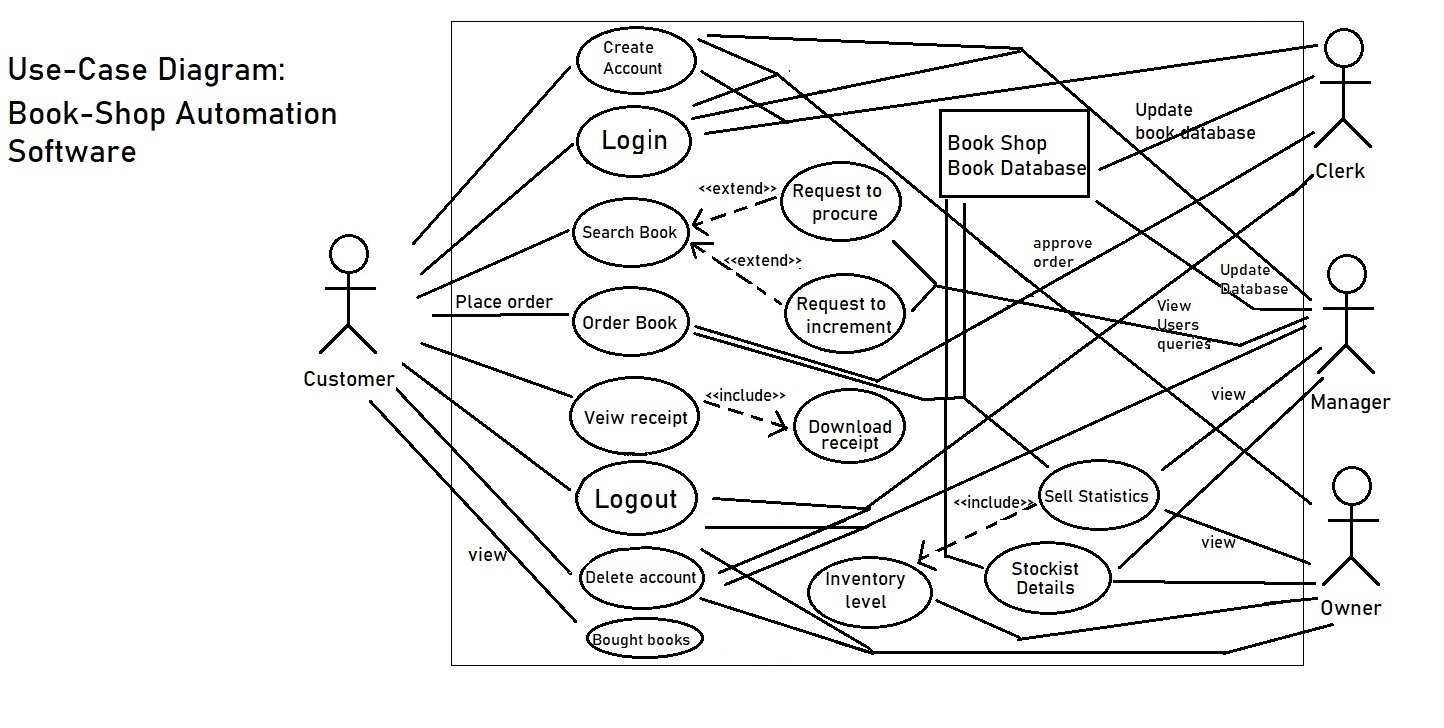 Use-Case Diagram:
Book-Shop Automation
Software
Create
Account
Login
Search Book
Order Book
Veiw receipt
Logout
Delete account
Bought books
<<extend>>
Request to
procure
<<extend>>
Request to
increment
<<include>>
Download
receipt
Place order
view
Customer
Book Shop
Book Database
Update
book database
Clerk
approve
order
Update
Database
View
Users
queries
view
Manager
Sell Statistics
<<include>>
Inventory
level
Stockist
Details
view
Owner